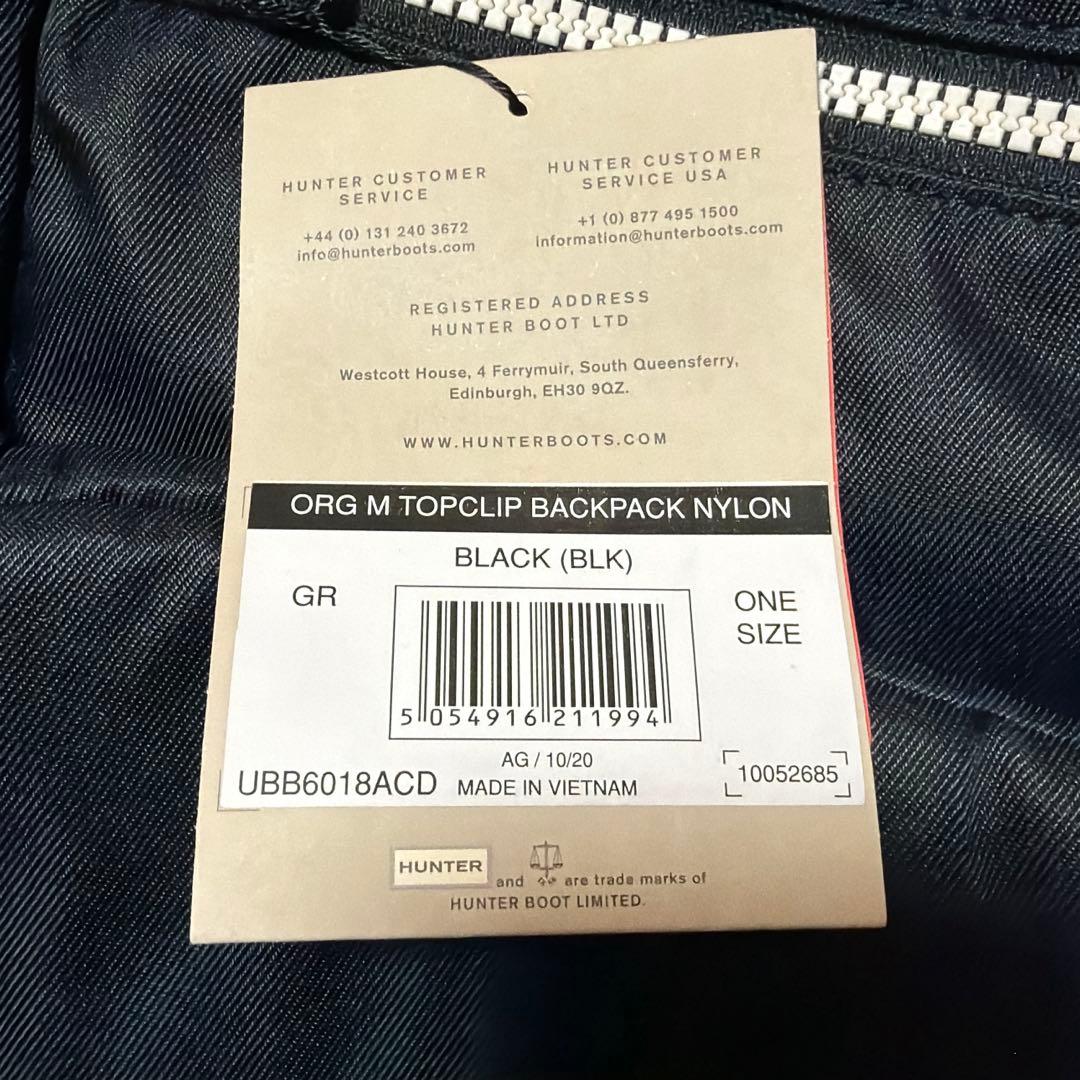 HUNTER CUSTOMER
SERVICE
+44 (0) 131 240 3672
info@hunterboots.com
HUNTER CUSTOMER
SERVICE USA
+1 (0) 877 495 1500
information@hunterboots.com
REGISTERED ADDRESS
HUNTER BOOT LTD
Westcott House, 4 Ferrymuir, South Queensferry,
Edinburgh, EH30 9QZ.
WWW.HUNTERBOOTS.COM
ORG M TOPCLIP BACKPACK NYLON
BLACK (BLK)
GR
ONE
SIZE
5 054916 211994
AG / 10/20
UBB6018ACD MADE IN VIETNAM
10052685
HUNTER and are trade marks of
HUNTER BOOT LIMITED.